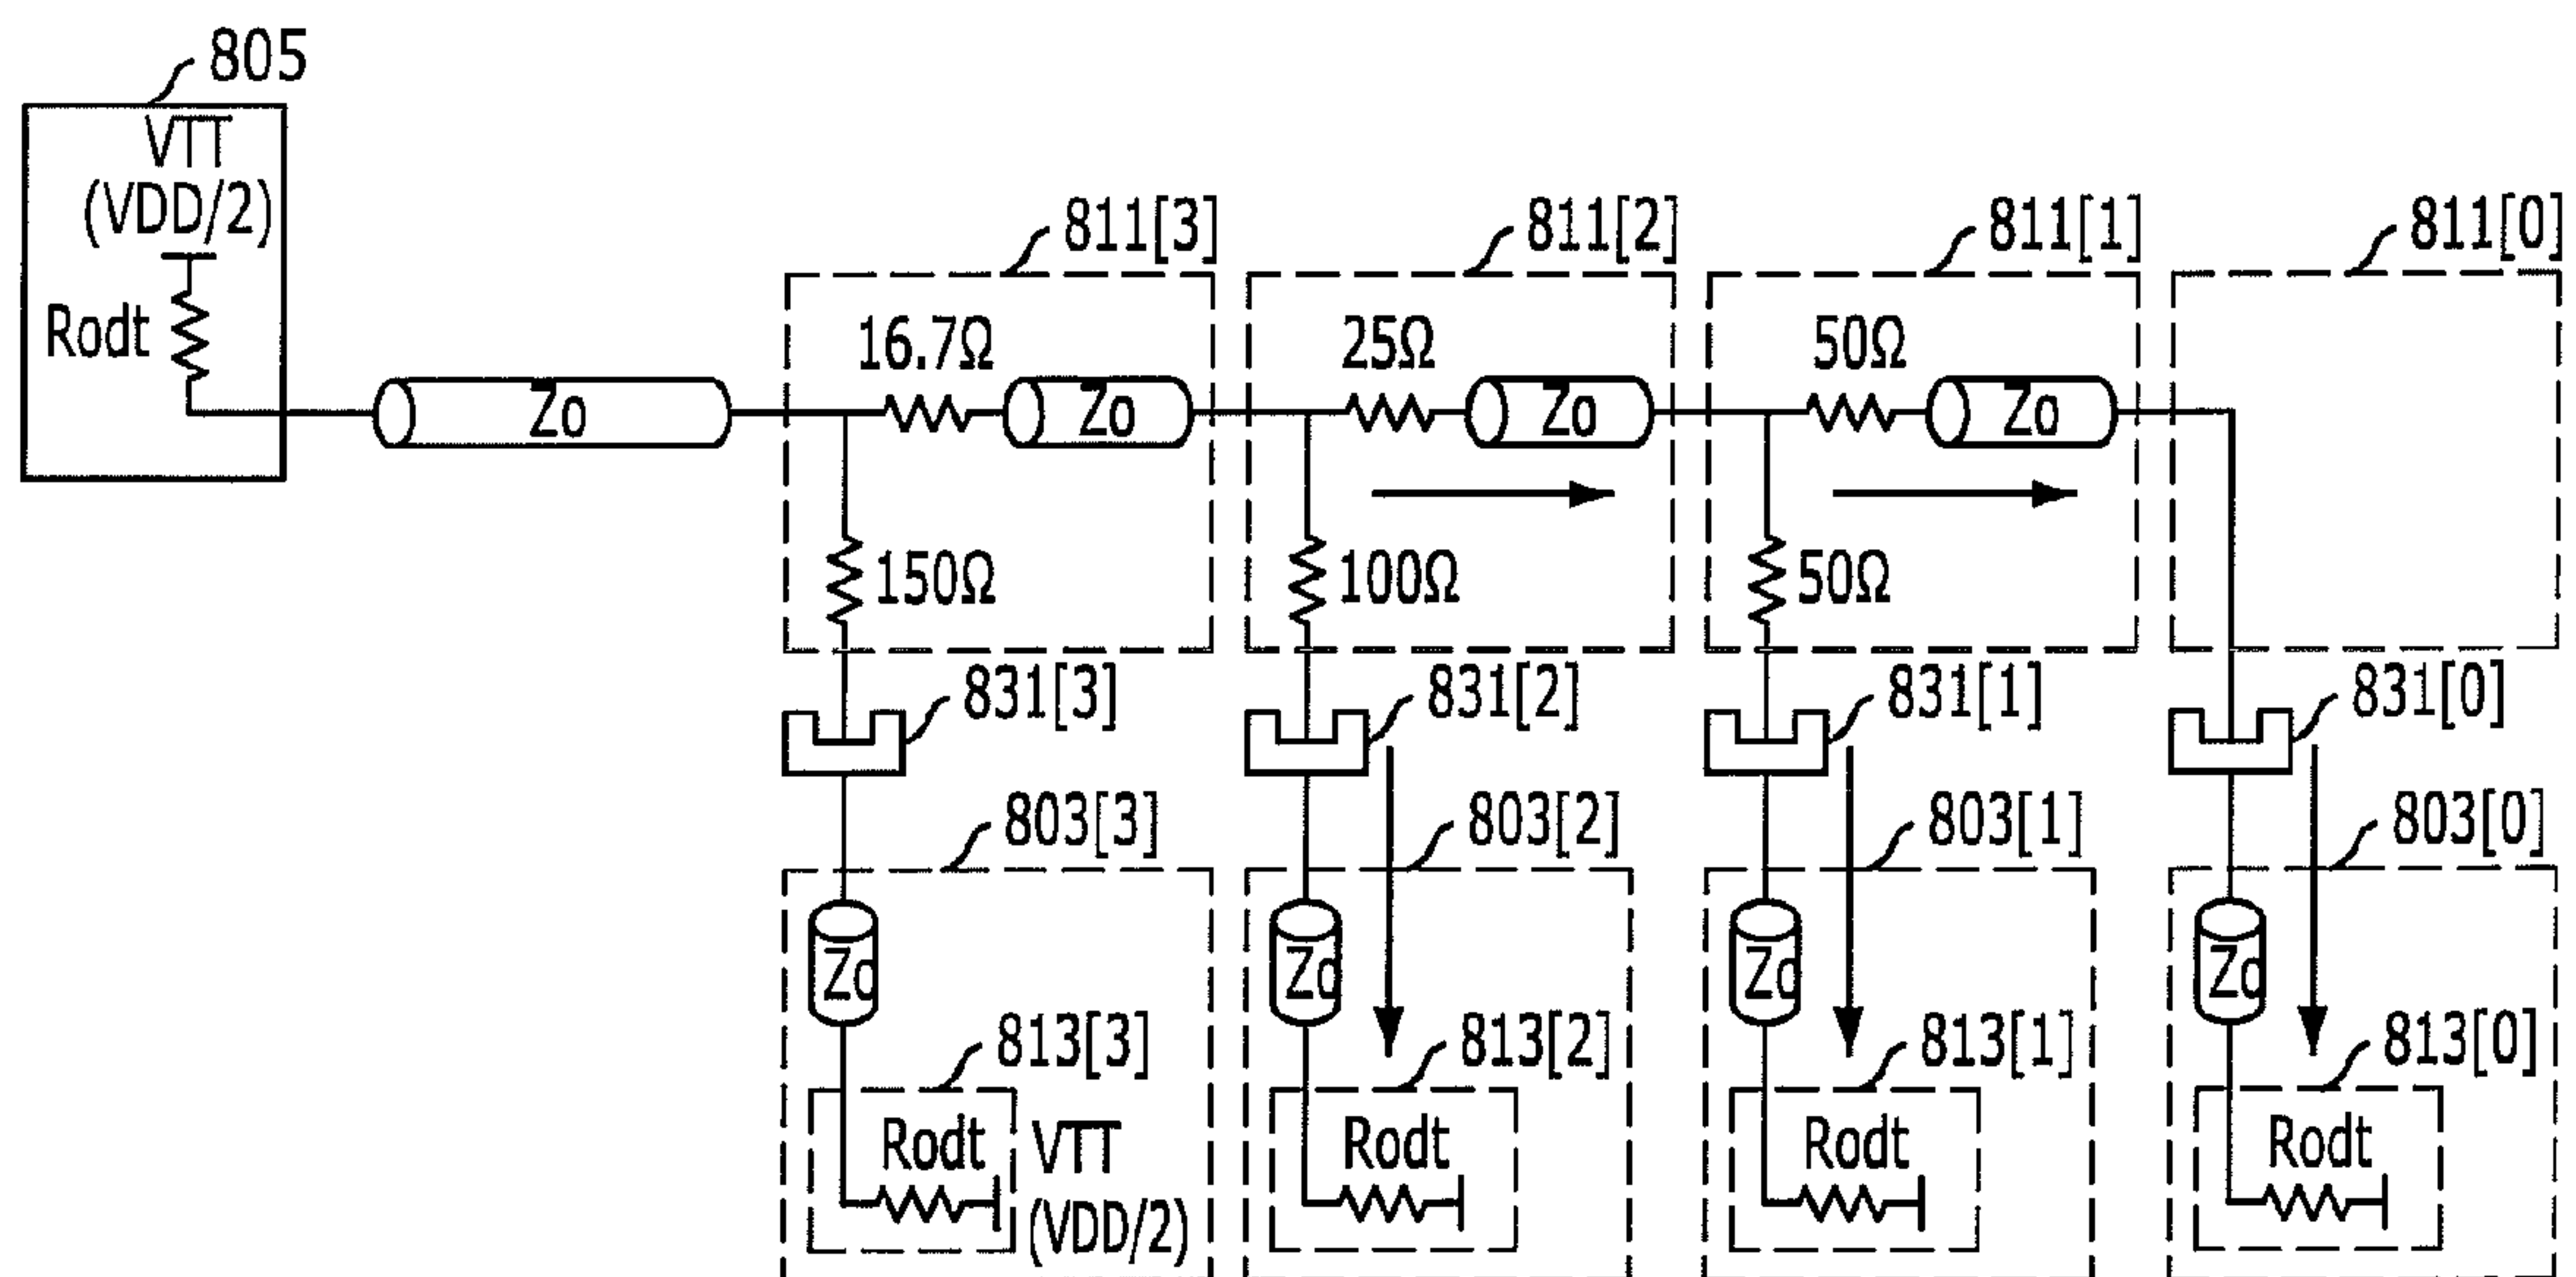 805
VTT
(VDD/2)
Rodt
Zo
811[3]
811[2]
811[1]
811[0]
16.7Ω
Zo
25Ω
Zo
50Ω
Zo
150Ω
100Ω
50Ω
831[3]
831[2]
831[1]
831[0]
803[3]
803[2]
803[1]
803[0]
Zo
Zo
Zo
Zo
813[3]
813[2]
813[1]
813[0]
Rodt
VTT
(VDD/2)
Rodt
Rodt
Rodt